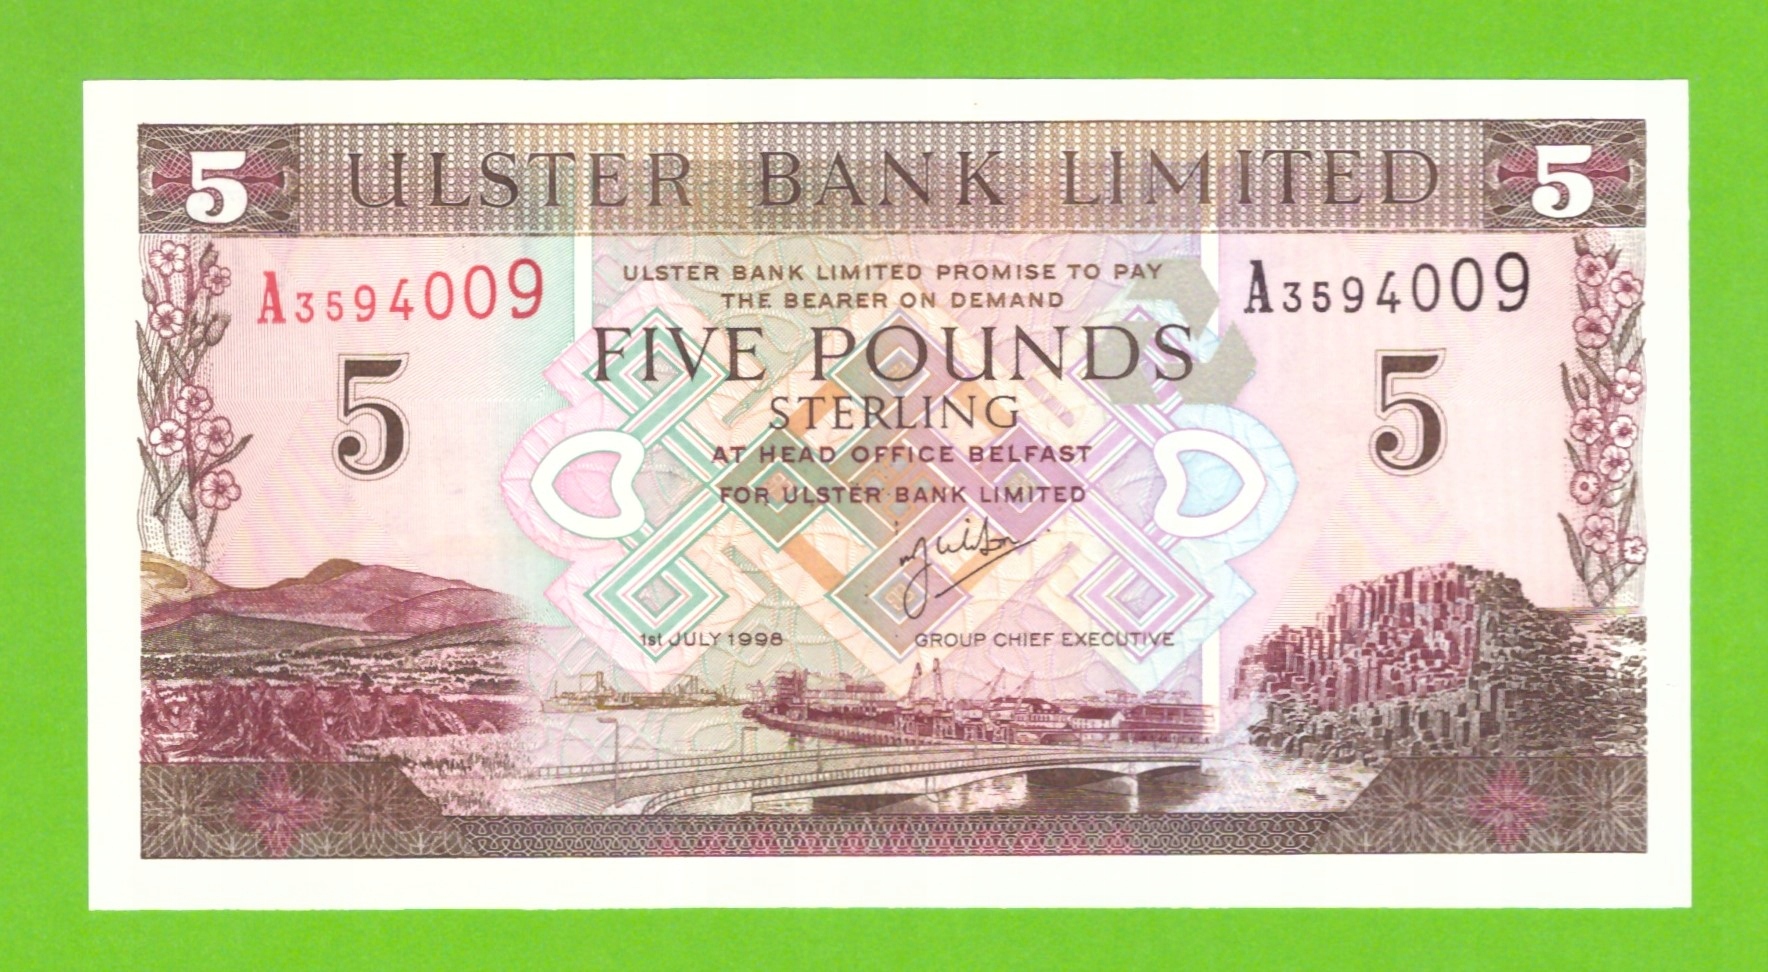 5 ULSTER BANK LIMITED 5
ULSTER BANK LIMITED PROMISE TO PAY
A3594009 A3594009
THE BEARER ON DEMAND
FIVE POUNDS
5 5
STERLING
AT HEAD OFFICE BELFAST
FOR ULSTER BANK LIMITED
1st JULY 1998 GROUP CHIEF EXECUTIVE